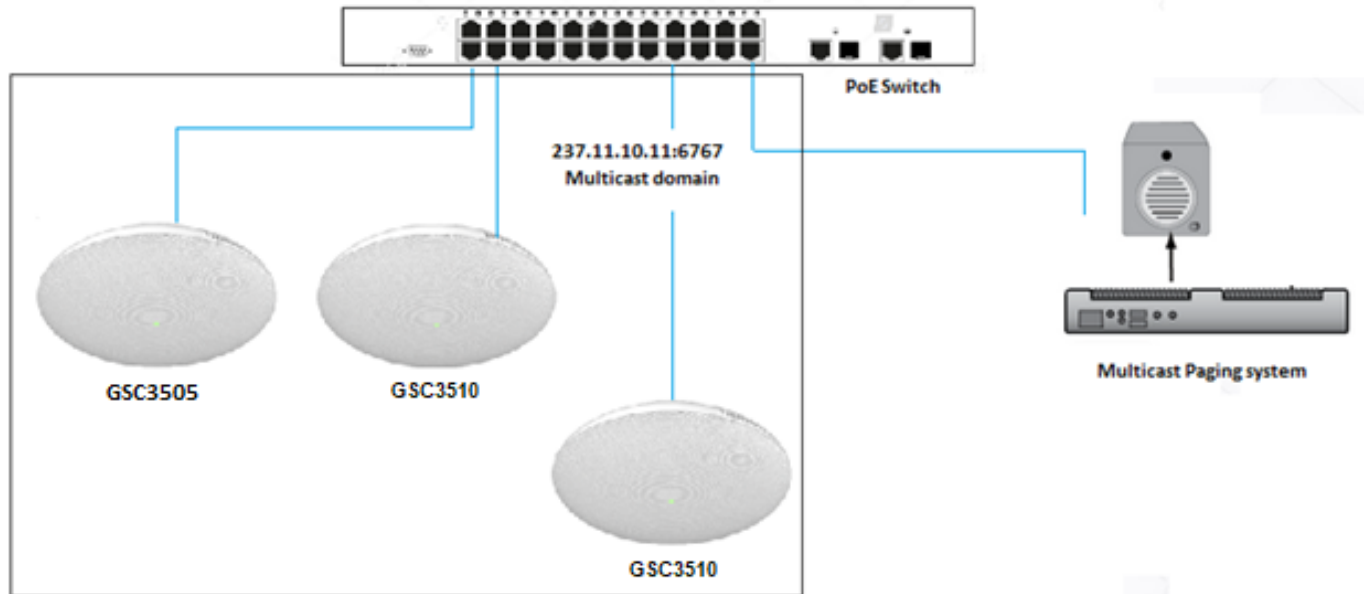 PoE Switch
237.11.10.11:6767
Multicast domain
GSC3505
GSC3510
Multicast Paging system
GSC3510